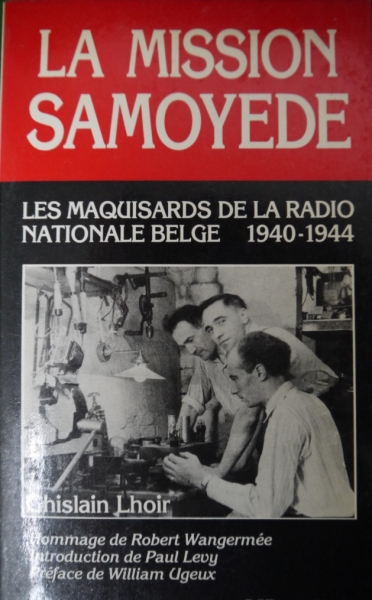 LA MISSION
SAMOYEDE
LES MAQUISARDS DE LA RADIO
NATIONALE BELGE 1940-1944
Ghislain Lhoir
Hommage de Robert Wangermée
Introduction de Paul Levy
Préface de William Ugeux